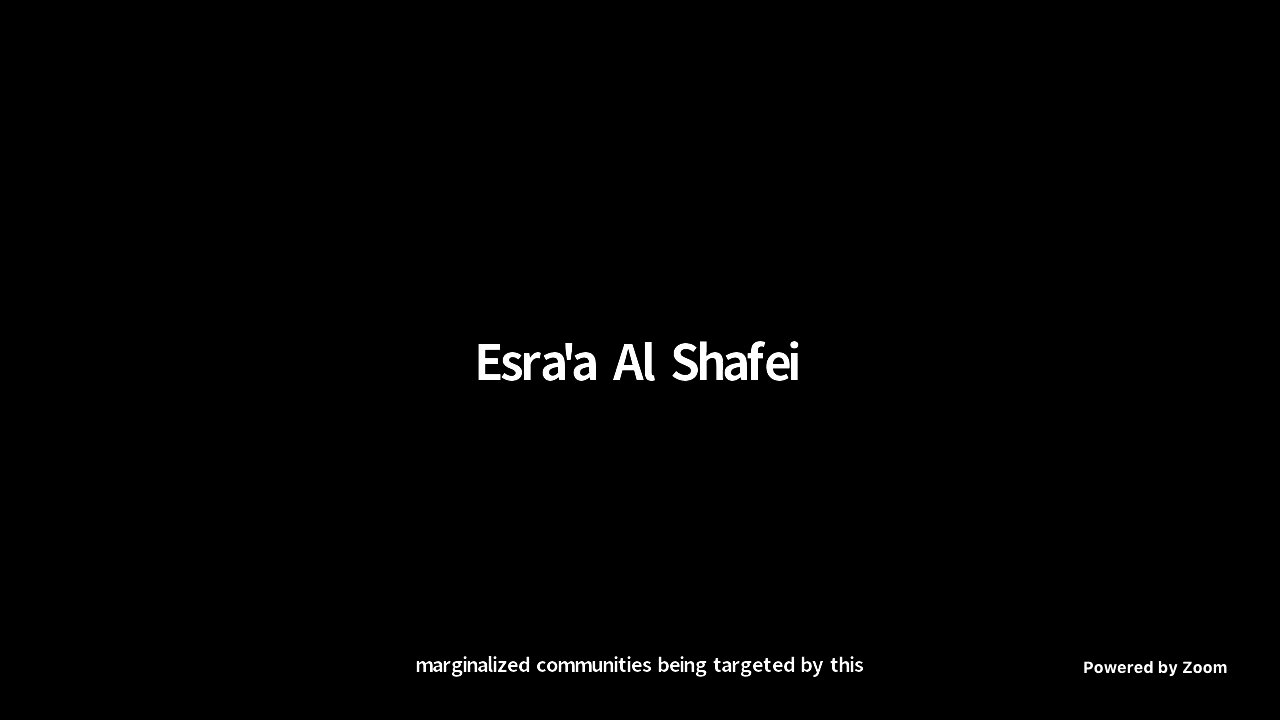 Esra'a Al Shafei
marginalized communities being targeted by this
Powered by Zoom